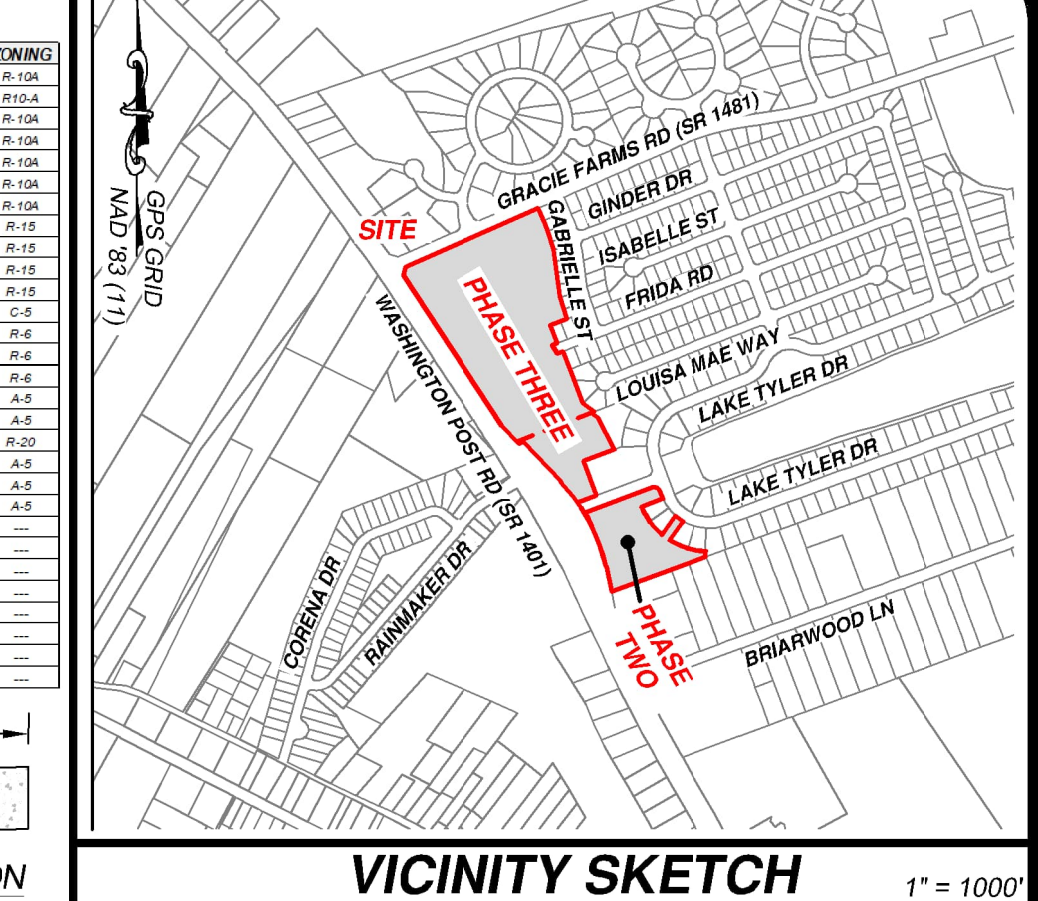 ZONING
R-10A
R10-A
R-10A
R-10A
R-10A
R-10A
R-10A
R-15
R-15
R-15
R-15
C-5
R-6
R-6
R-6
A-5
A-5
R-20
A-5
A-5
A-5
---
---
---
---
---
---
---
---
ON
GPS GRID
NAD '83 (11)
SITE
GRACIE FARMS RD (SR 1481)
GINDER DR
GABRIELLE ST
ISABELLE ST
FRIDA RD
PHASE THREE
WASHINGTON POST RD (SR 1401)
LOUISA MAE WAY
LAKE TYLER DR
LAKE TYLER DR
CORENA DR
RAINMAKER DR
PHASE
TWO
BRIARWOOD LN
VICINITY SKETCH
1" = 1000'